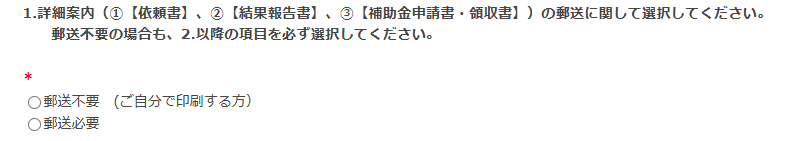 1.詳細案内（①【依頼書】、②【結果報告書】、③【補助金申請書・領収書】）の郵送に関して選択してください。
郵送不要の場合も、2.以降の項目を必ず選択してください。
*
郵送不要　（ご自分で印刷する方）
郵送必要